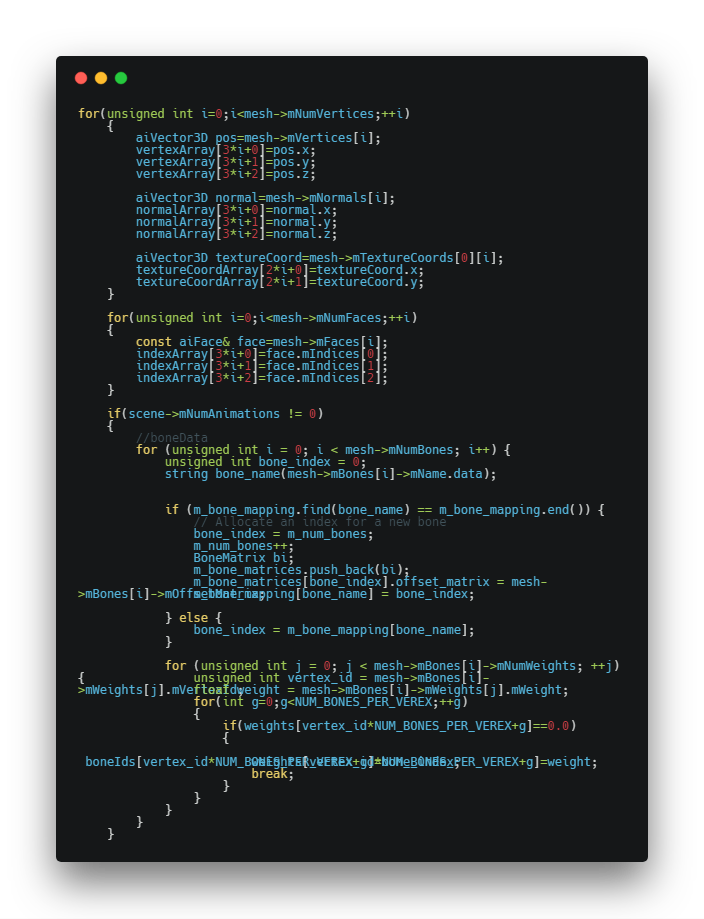 for(unsigned int i=0;i<mesh->mNumVertices;++i)
{
aiVector3D pos=mesh->mVertices[i];
vertexArray[3*i+0]=pos.x;
vertexArray[3*i+1]=pos.y;
vertexArray[3*i+2]=pos.z;
aiVector3D normal=mesh->mNormals[i];
normalArray[3*i+0]=normal.x;
normalArray[3*i+1]=normal.y;
normalArray[3*i+2]=normal.z;
aiVector3D textureCoord=mesh->mTextureCoords[0][i];
textureCoordArray[2*i+0]=textureCoord.x;
textureCoordArray[2*i+1]=textureCoord.y;
}
for(unsigned int i=0;i<mesh->mNumFaces;++i)
{
const aiFace& face=mesh->mFaces[i];
indexArray[3*i+0]=face.mIndices[0];
indexArray[3*i+1]=face.mIndices[1];
indexArray[3*i+2]=face.mIndices[2];
}
if(scene->mNumAnimations != 0)
{
//boneData
for (unsigned int i = 0; i < mesh->mNumBones; i++) {
unsigned int bone_index = 0;
string bone_name(mesh->mBones[i]->mName.data);
if (m_bone_mapping.find(bone_name) == m_bone_mapping.end()) {
// Allocate an index for a new bone
bone_index = m_num_bones;
m_num_bones++;
BoneMatrix bi;
m_bone_matrices.push_back(bi);
m_bone_matrices[bone_index].offset_matrix = mesh-
>mBones[i]->mOffsetMatrix;
m_bone_mapping[bone_name] = bone_index;
} else {
bone_index = m_bone_mapping[bone_name];
}
for (unsigned int j = 0; j < mesh->mBones[i]->mNumWeights; ++j)
{
unsigned int vertex_id = mesh->mBones[i]-
>mWeights[j].mVertexId;
float weight = mesh->mBones[i]->mWeights[j].mWeight;
for(int g=0;g<NUM_BONES_PER_VEREX;++g)
{
if(weights[vertex_id*NUM_BONES_PER_VEREX+g]==0.0)
{
boneIds[vertex_id*NUM_BONES_PER_VEREX+g]=bone_index;
weights[vertex_id*NUM_BONES_PER_VEREX+g]=weight;
break;
}
}
}
}
}